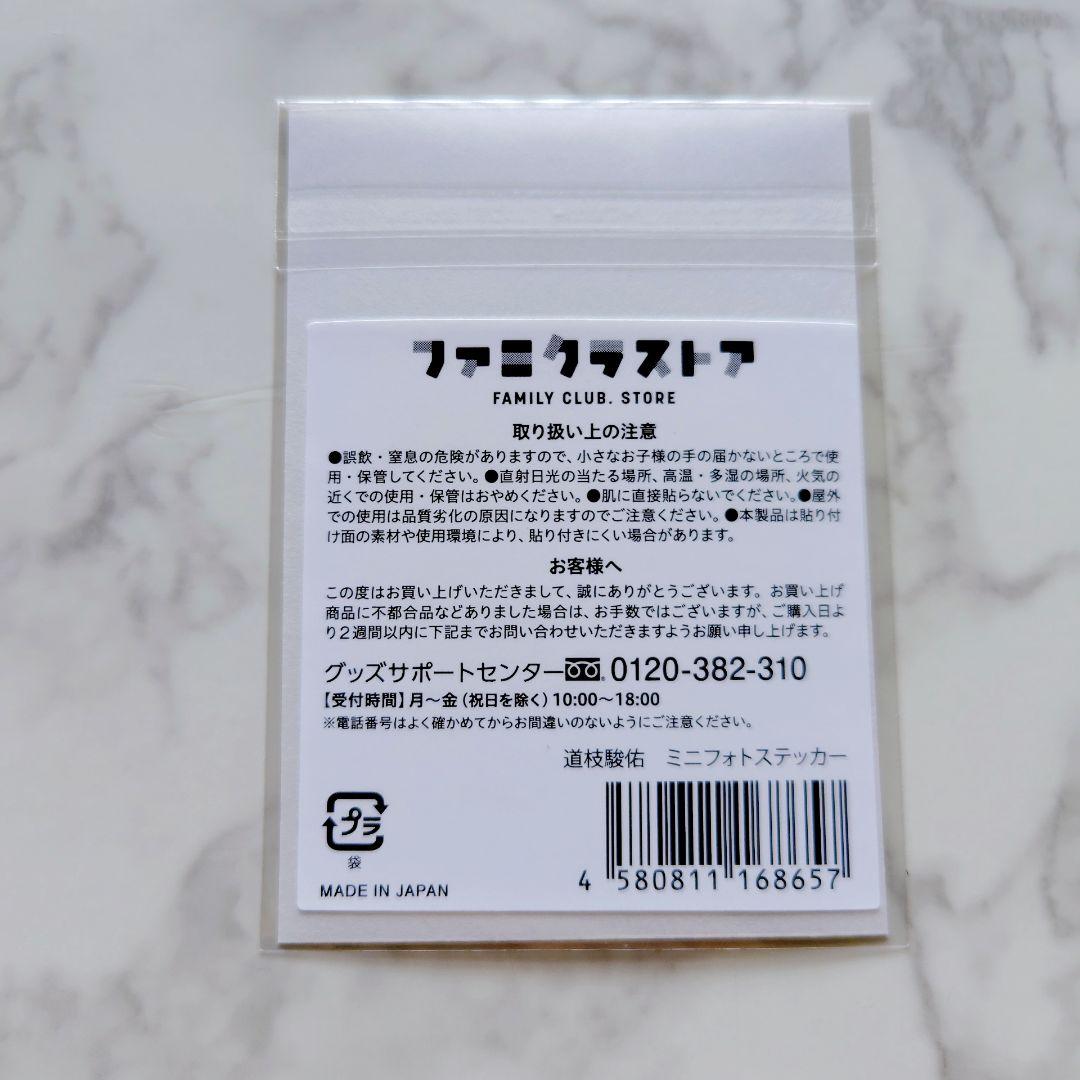 ファミクラストア
FAMILY CLUB. STORE
取り扱い上の注意
●誤飲・窒息の危険がありますので、小さなお子様の手の届かないところで使
用・保管してください。●直射日光の当たる場所、高温・多湿の場所、火気の
近くでの使用・保管はおやめください。●肌に直接貼らないでください。●屋外
での使用は品質劣化の原因になりますのでご注意ください。●本製品は貼り付
け面の素材や使用環境により、貼り付きにくい場合があります。
お客様へ
この度はお買い上げいただきまして、誠にありがとうございます。お買い上げ
商品に不都合品などありました場合は、お手数ではございますが、ご購入日よ
り2週間以内に下記までお問い合わせいただきますようお願い申し上げます。
グッズサポートセンター 0120-382-310
【受付時間】月～金（祝日を除く）10:00～18:00
※電話番号はよく確かめてからお間違いのないようにご注意ください。
道枝駿佑　ミニフォトステッカー
プラ
袋
4 580811 168657
MADE IN JAPAN